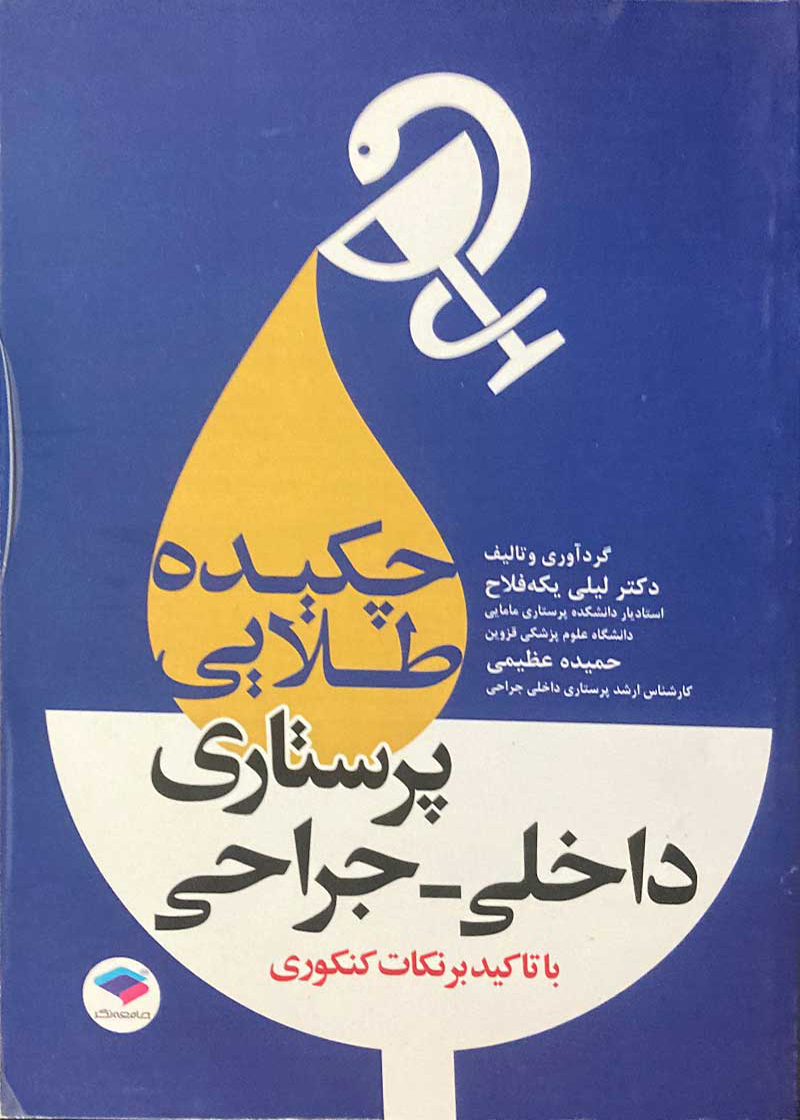 گردآوری و تالیف
دکتر لیلی یکه‌فلاح
استادیار دانشکده پرستاری مامایی
دانشگاه علوم پزشکی قزوین
حمیده عظیمی
کارشناس ارشد پرستاری داخلی جراحی
چکیده
طلایی
پرستاری
داخلی-جراحی
با تاکید بر نکات کنکوری
جامعه‌نگر